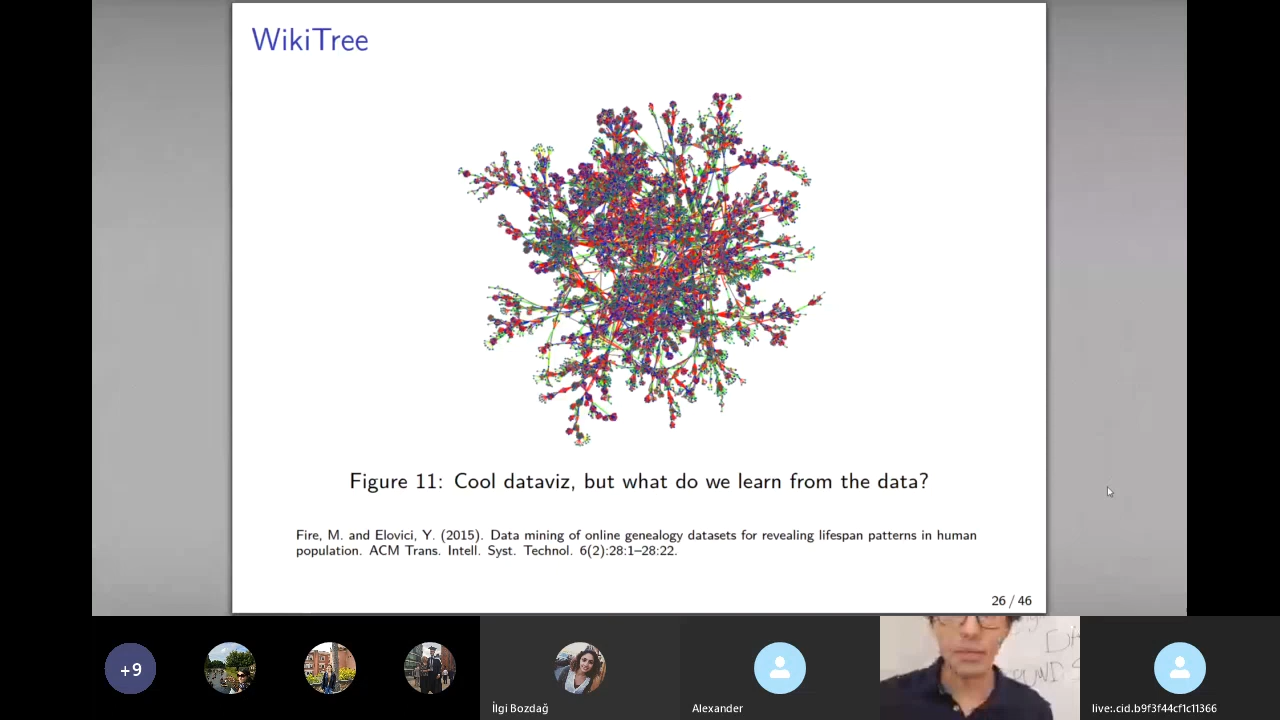 WikiTree
Figure 11: Cool dataviz, but what do we learn from the data?
Fire, M. and Elovici, Y. (2015). Data mining of online genealogy datasets for revealing lifespan patterns in human
population. ACM Trans. Intell. Syst. Technol. 6(2):28:1–28:22.
26 / 46
+9
İlgi Bozdağ
Alexander
live:.cid.b9f3f44cf1c11366